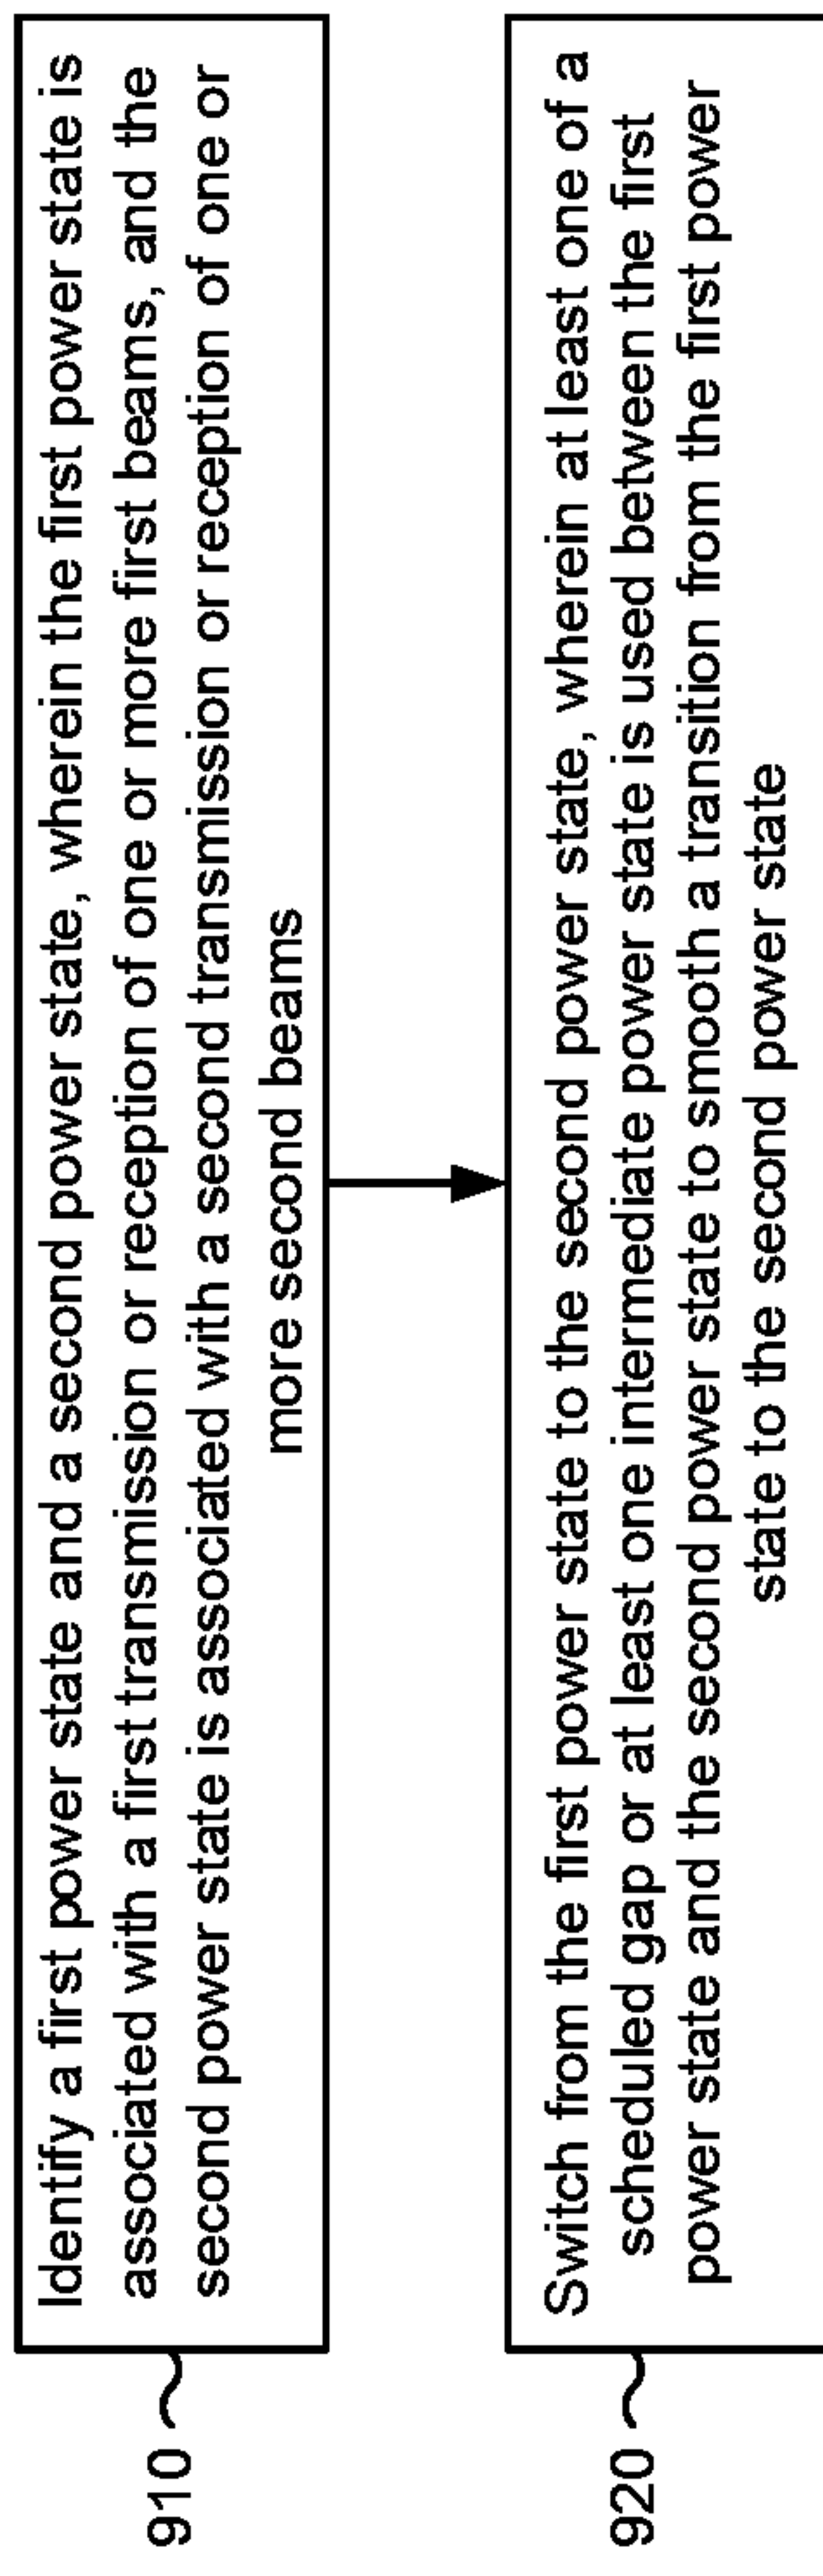 910
Identify a first power state and a second power state, wherein the first power state is
associated with a first transmission or reception of one or more first beams, and the
second power state is associated with a second transmission or reception of one or
more second beams
920
Switch from the first power state to the second power state, wherein at least one of a
scheduled gap or at least one intermediate power state is used between the first
power state and the second power state to smooth a transition from the first power
state to the second power state